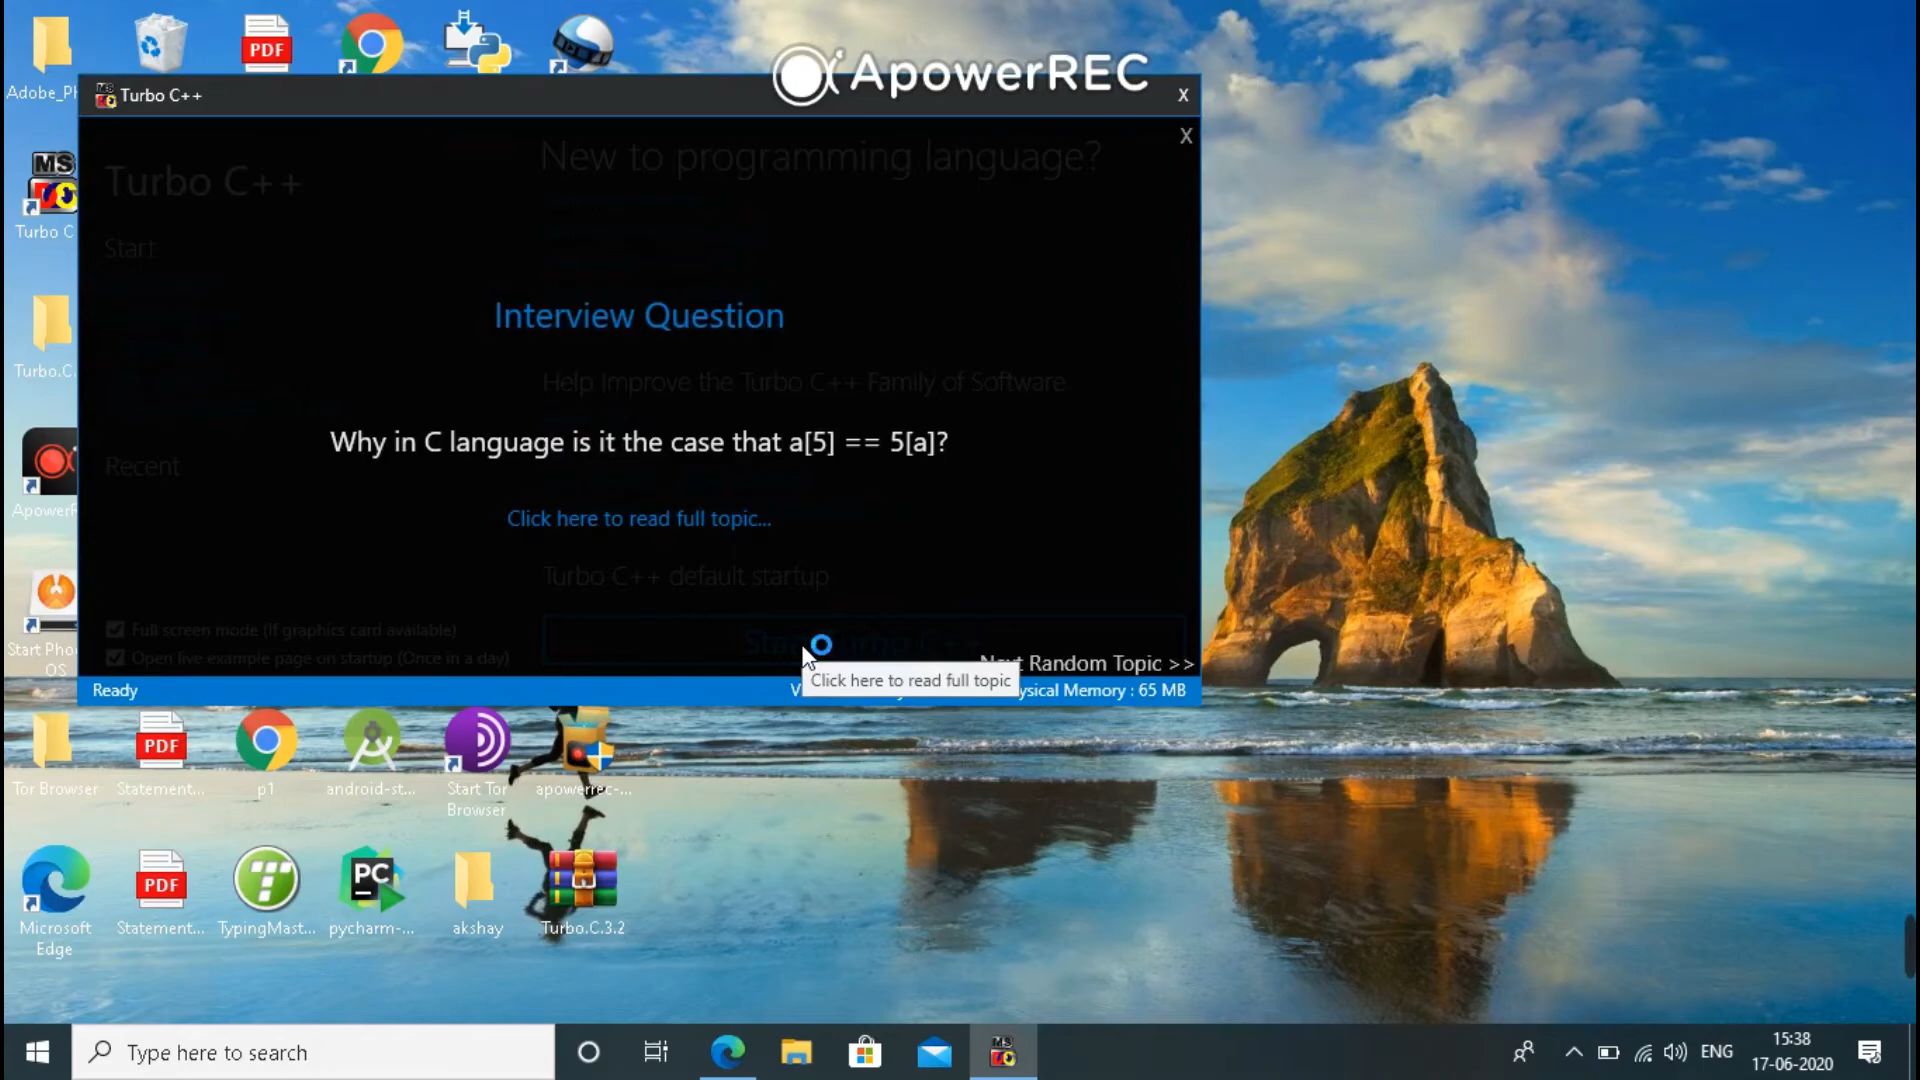 PDF
Adobe_Ph
ApowerREC
MS
Turbo C++
X
X
New to programming language?
Turbo C++
Start
MS
Turbo C
Interview Question
Turbo.C.
Help Improve the Turbo C++ Family of Software
Why in C language is it the case that a[5] == 5[a]?
Recent
Click here to read full topic...
Turbo C++ default startup
Full screen mode (If graphics card available)
Open live example page on startup (Once in a day)
Start Pho
OS
Random Topic >>
Click here to read full topic
Ready
ysical Memory : 65 MB
PDF
Tor Browser
Statement...
p1
android-st...
Start Tor
Browser
apowerrec-...
PDF
PC
Microsoft
Edge
Statement...
TypingMast...
pycharm-...
akshay
Turbo.C.3.2
Type here to search
MS
ENG
15:38
17-06-2020